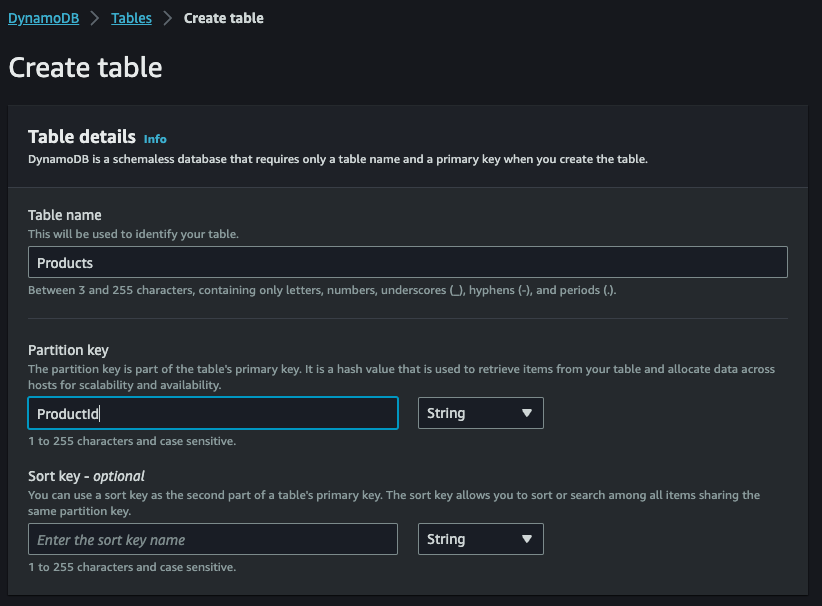 DynamoDB > Tables > Create table
Create table
Table details Info
DynamoDB is a schemaless database that requires only a table name and a primary key when you create the table.
Table name
This will be used to identify your table.
Products
Between 3 and 255 characters, containing only letters, numbers, underscores (_), hyphens (-), and periods (.).
Partition key
The partition key is part of the table's primary key. It is a hash value that is used to retrieve items from your table and allocate data across
hosts for scalability and availability.
ProductId String
1 to 255 characters and case sensitive.
Sort key - optional
You can use a sort key as the second part of a table's primary key. The sort key allows you to sort or search among all items sharing the
same partition key.
Enter the sort key name String
1 to 255 characters and case sensitive.